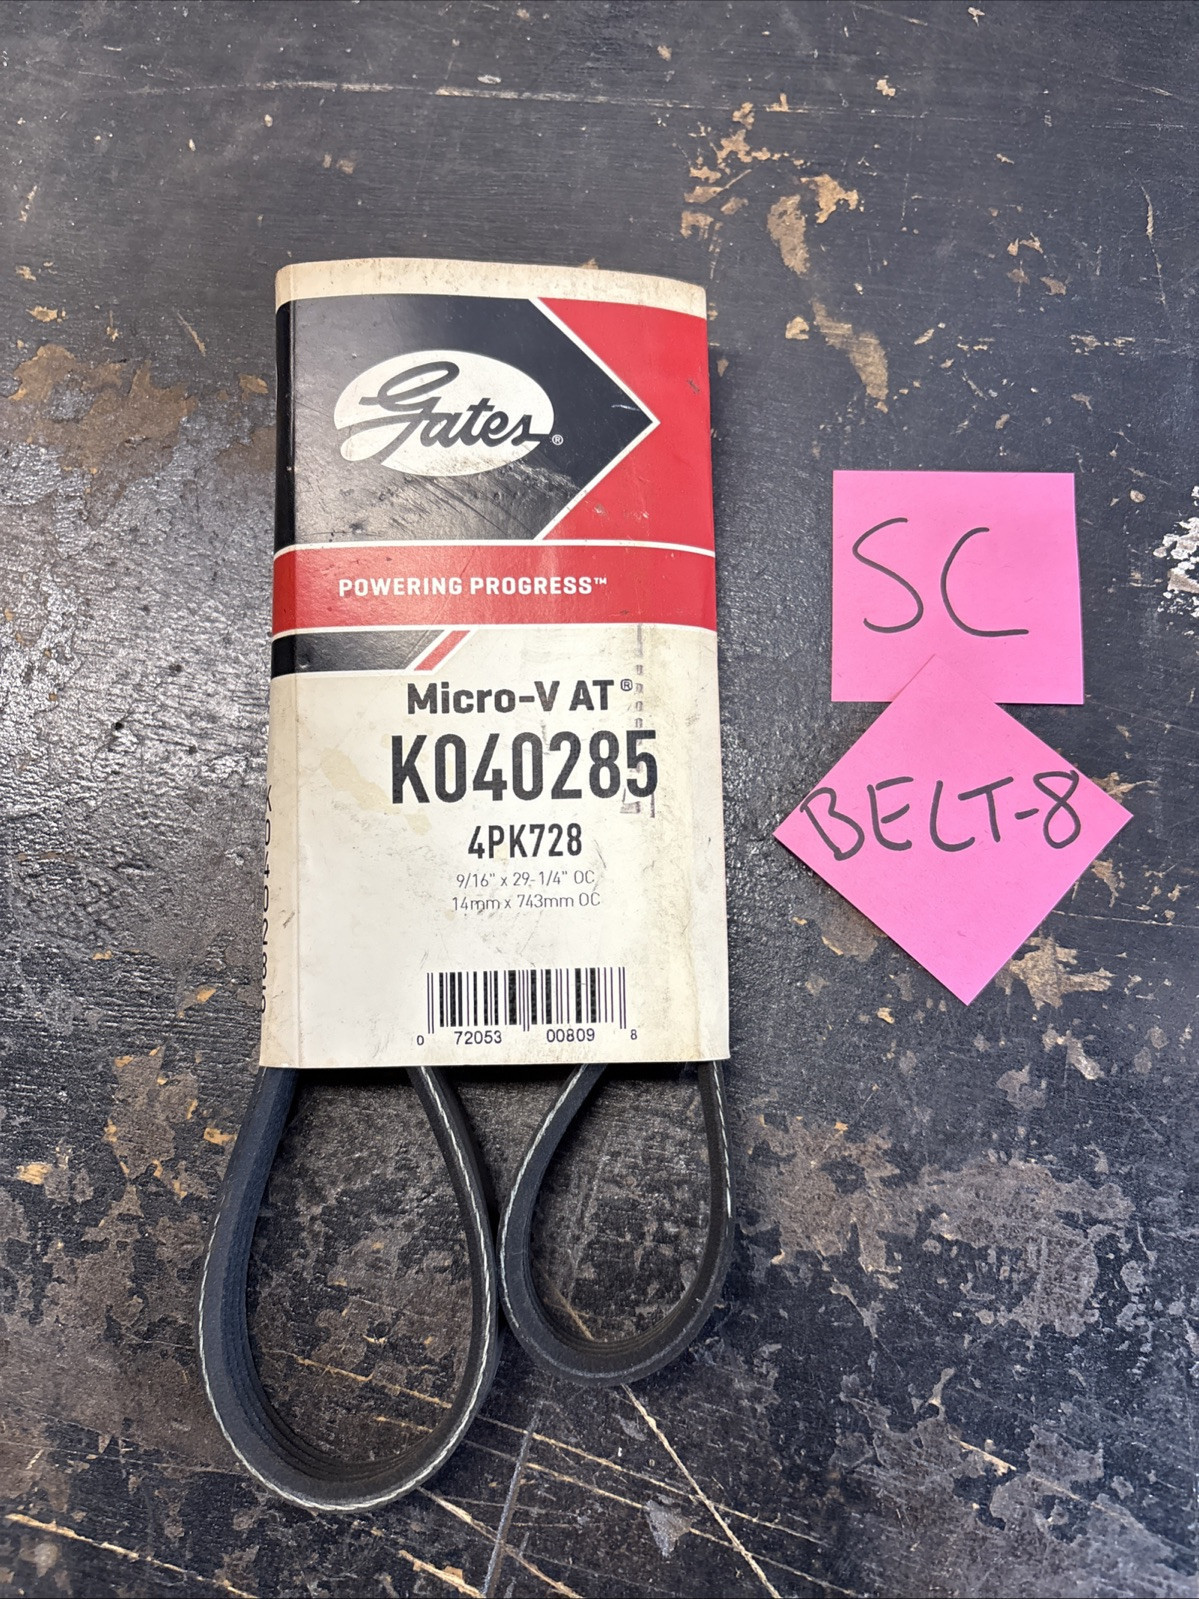 Gates®
POWERING PROGRESS™
Micro-V AT®
K040285
4PK728
9/16" x 29-1/4" OC
14mm x 743mm OC
0 72053 00809 8
SC
BELT-8